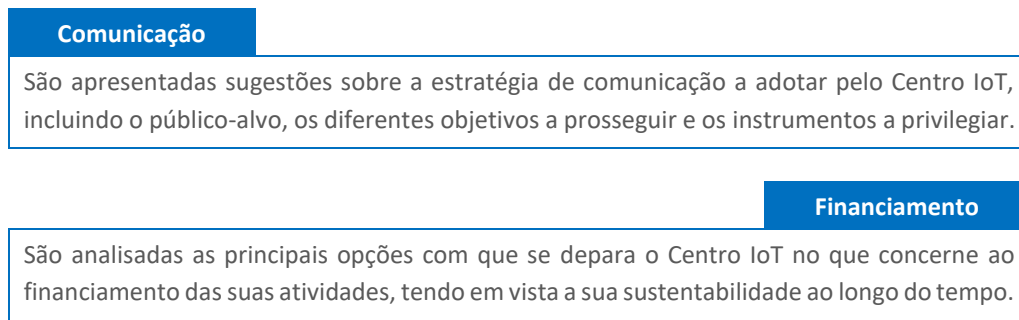 Comunicação
São apresentadas sugestões sobre a estratégia de comunicação a adotar pelo Centro IoT,
incluindo o público-alvo, os diferentes objetivos a prosseguir e os instrumentos a privilegiar.
Financiamento
São analisadas as principais opções com que se depara o Centro IoT no que concerne ao
financiamento das suas atividades, tendo em vista a sua sustentabilidade ao longo do tempo.